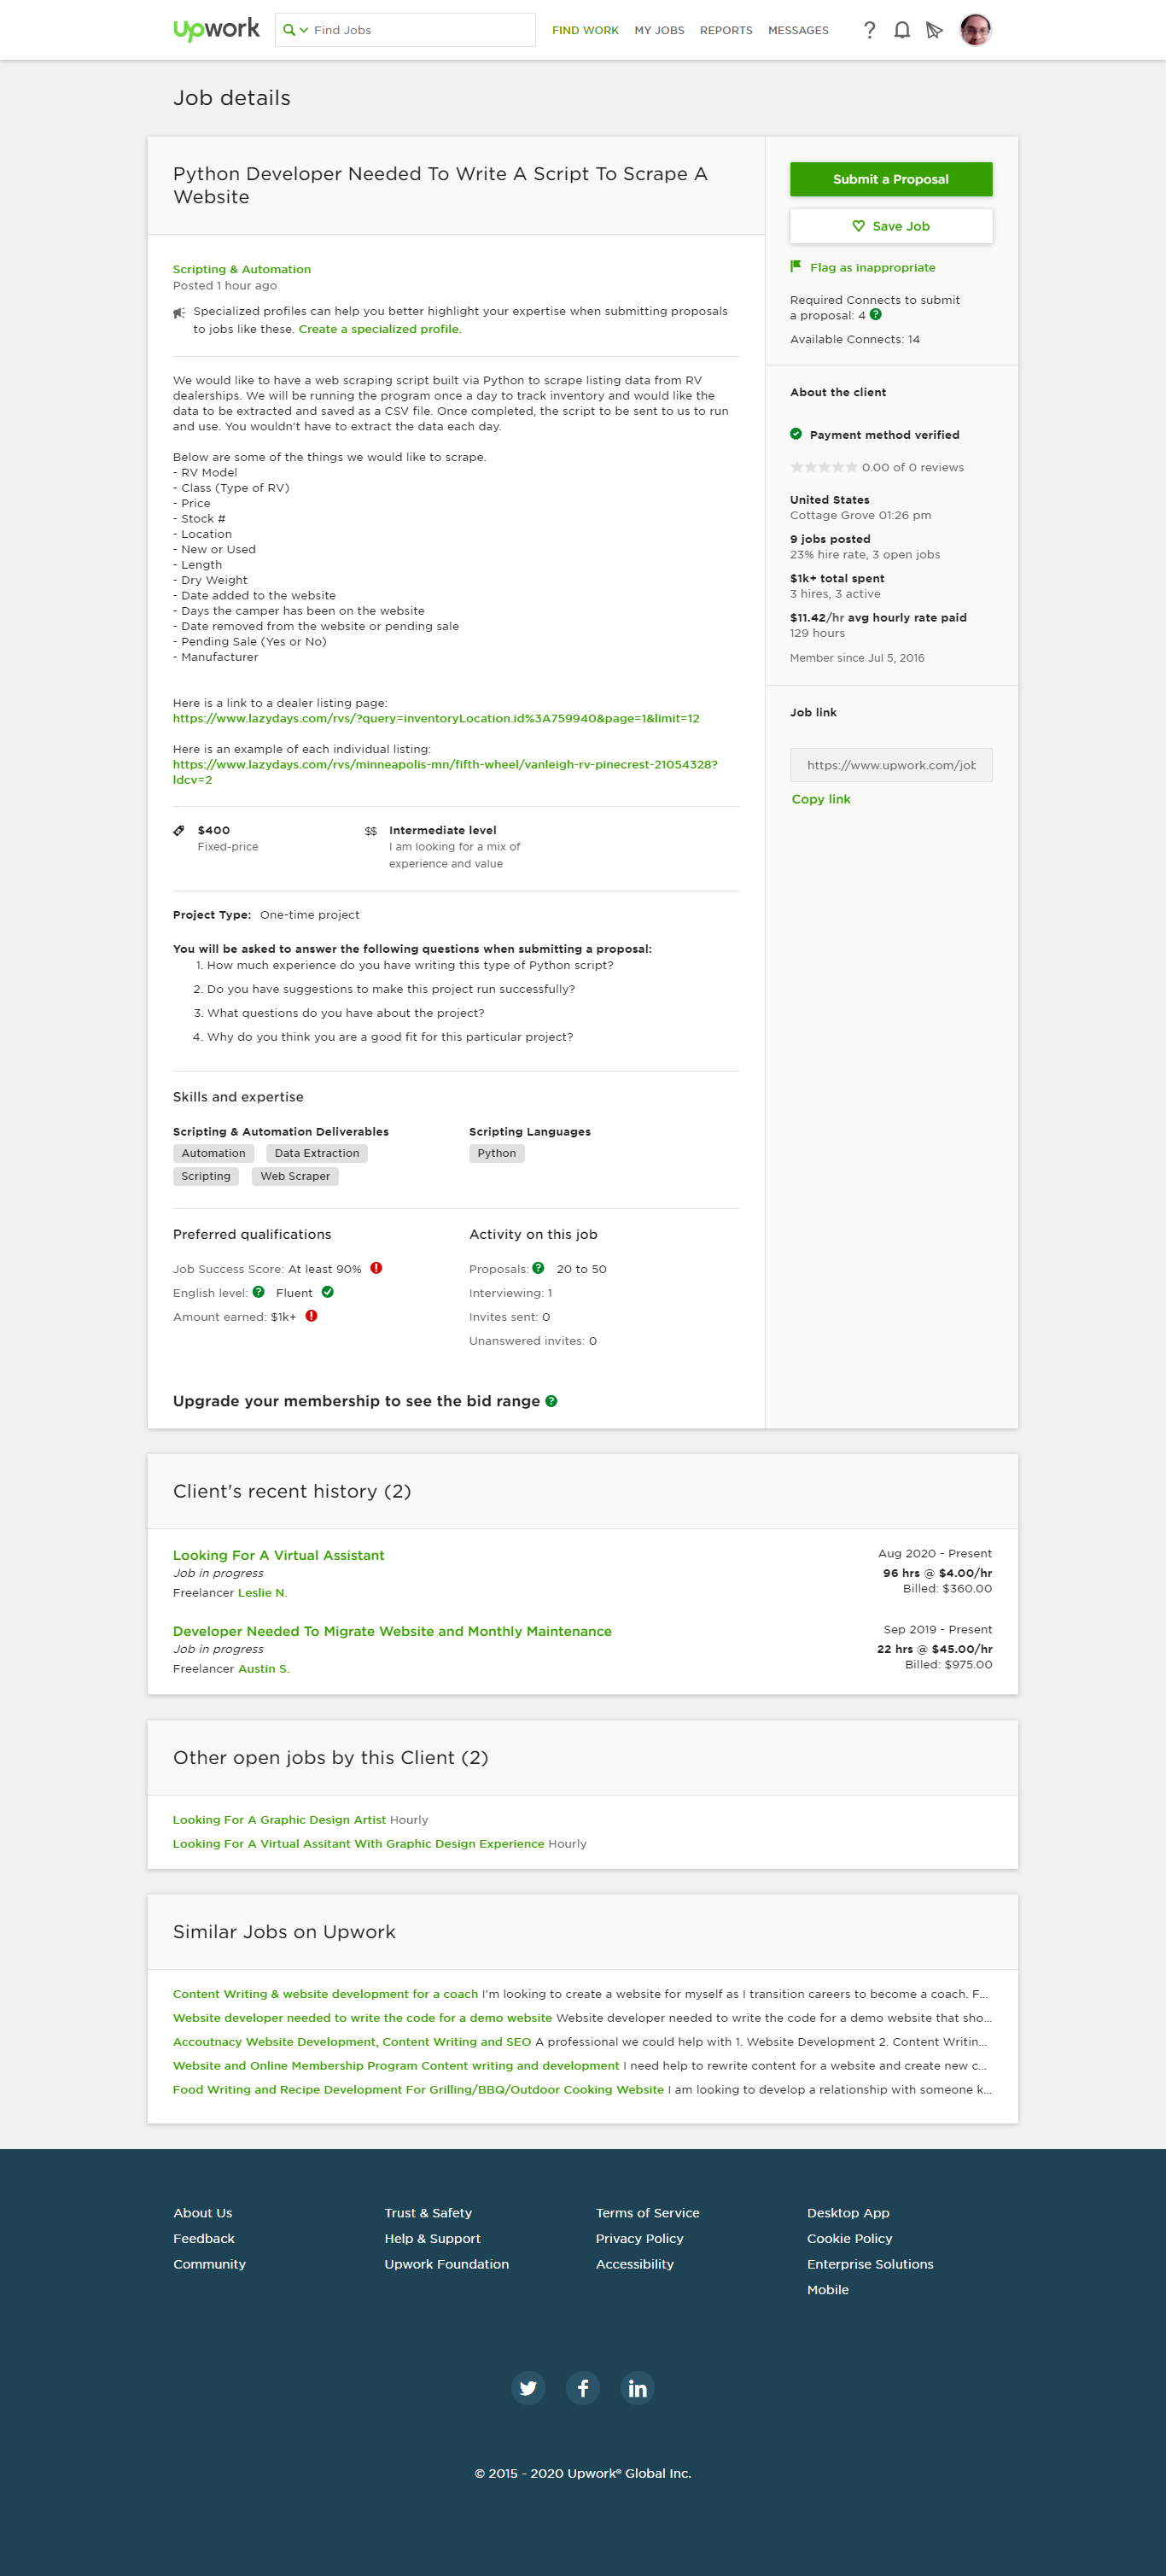 upwork
Find Jobs
FIND WORK MY JOBS REPORTS MESSAGES
Job details
Python Developer Needed To Write A Script To Scrape A
Website
Scripting & Automation
Posted 1 hour ago
Specialized profiles can help you better highlight your expertise when submitting proposals
to jobs like these. Create a specialized profile.
We would like to have a web scraping script built via Python to scrape listing data from RV
dealerships. We will be running the program once a day to track inventory and would like the
data to be extracted and saved as a CSV file. Once completed, the script to be sent to us to run
and use. You wouldn't have to extract the data each day.
Below are some of the things we would like to scrape.
- RV Model
- Class (Type of RV)
- Price
- Stock #
- Location
- New or Used
- Length
- Dry Weight
- Date added to the website
- Days the camper has been on the website
- Date removed from the website or pending sale
- Pending Sale (Yes or No)
- Manufacturer
Here is a link to a dealer listing page:
https://www.lazydays.com/rvs/?query=inventoryLocation.id%3A759940&page=1&limit=12
Here is an example of each individual listing:
https://www.lazydays.com/rvs/minneapolis-mn/fifth-wheel/vanleigh-rv-pinecrest-21054328?
ldcv=2
$400
Fixed-price
$$ Intermediate level
I am looking for a mix of
experience and value
Project Type: One-time project
You will be asked to answer the following questions when submitting a proposal:
1. How much experience do you have writing this type of Python script?
2. Do you have suggestions to make this project run successfully?
3. What questions do you have about the project?
4. Why do you think you are a good fit for this particular project?
Skills and expertise
Scripting & Automation Deliverables
Automation Data Extraction
Scripting Web Scraper
Scripting Languages
Python
Preferred qualifications
Job Success Score: At least 90%
English level: Fluent
Amount earned: $1k+
Activity on this job
Proposals: 20 to 50
Interviewing: 1
Invites sent: 0
Unanswered invites: 0
Upgrade your membership to see the bid range
Submit a Proposal
Save Job
Flag as inappropriate
Required Connects to submit
a proposal: 4
Available Connects: 14
About the client
Payment method verified
0.00 of 0 reviews
United States
Cottage Grove 01:26 pm
9 jobs posted
23% hire rate, 3 open jobs
$1k+ total spent
3 hires, 3 active
$11.42/hr avg hourly rate paid
129 hours
Member since Jul 5, 2016
Job link
https://www.upwork.com/job
Copy link
Client's recent history (2)
Looking For A Virtual Assistant
Job in progress
Freelancer Leslie N.
Aug 2020 - Present
96 hrs @ $4.00/hr
Billed: $360.00
Developer Needed To Migrate Website and Monthly Maintenance
Job in progress
Freelancer Austin S.
Sep 2019 - Present
22 hrs @ $45.00/hr
Billed: $975.00
Other open jobs by this Client (2)
Looking For A Graphic Design Artist Hourly
Looking For A Virtual Assitant With Graphic Design Experience Hourly
Similar Jobs on Upwork
Content Writing & website development for a coach I'm looking to create a website for myself as I transition careers to become a coach. F...
Website developer needed to write the code for a demo website Website developer needed to write the code for a demo website that sho...
Accoutnacy Website Development, Content Writing and SEO A professional we could help with 1. Website Development 2. Content Writin...
Website and Online Membership Program Content writing and development I need help to rewrite content for a website and create new c...
Food Writing and Recipe Development For Grilling/BBQ/Outdoor Cooking Website I am looking to develop a relationship with someone k...
About Us
Feedback
Community
Trust & Safety
Help & Support
Upwork Foundation
Terms of Service
Privacy Policy
Accessibility
Desktop App
Cookie Policy
Enterprise Solutions
Mobile
© 2015 - 2020 Upwork® Global Inc.